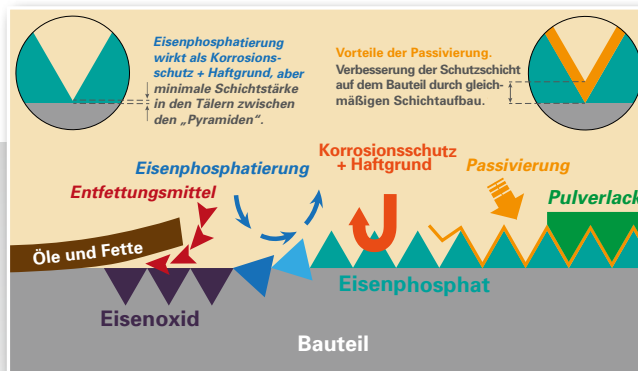 Eisenphosphatierung
wirkt als Korrosions-
schutz + Haftgrund, aber
minimale Schichtstärke
in den Tälern zwischen
den „Pyramiden“.
Vorteile der Passivierung.
Verbesserung der Schutzschicht
auf dem Bauteil durch gleich-
mäßigen Schichtaufbau.
Korrosionsschutz
+ Haftgrund
Eisenphosphatierung
Passivierung
Entfettungsmittel
Pulverlack
Öle und Fette
Eisenphosphat
Eisenoxid
Bauteil